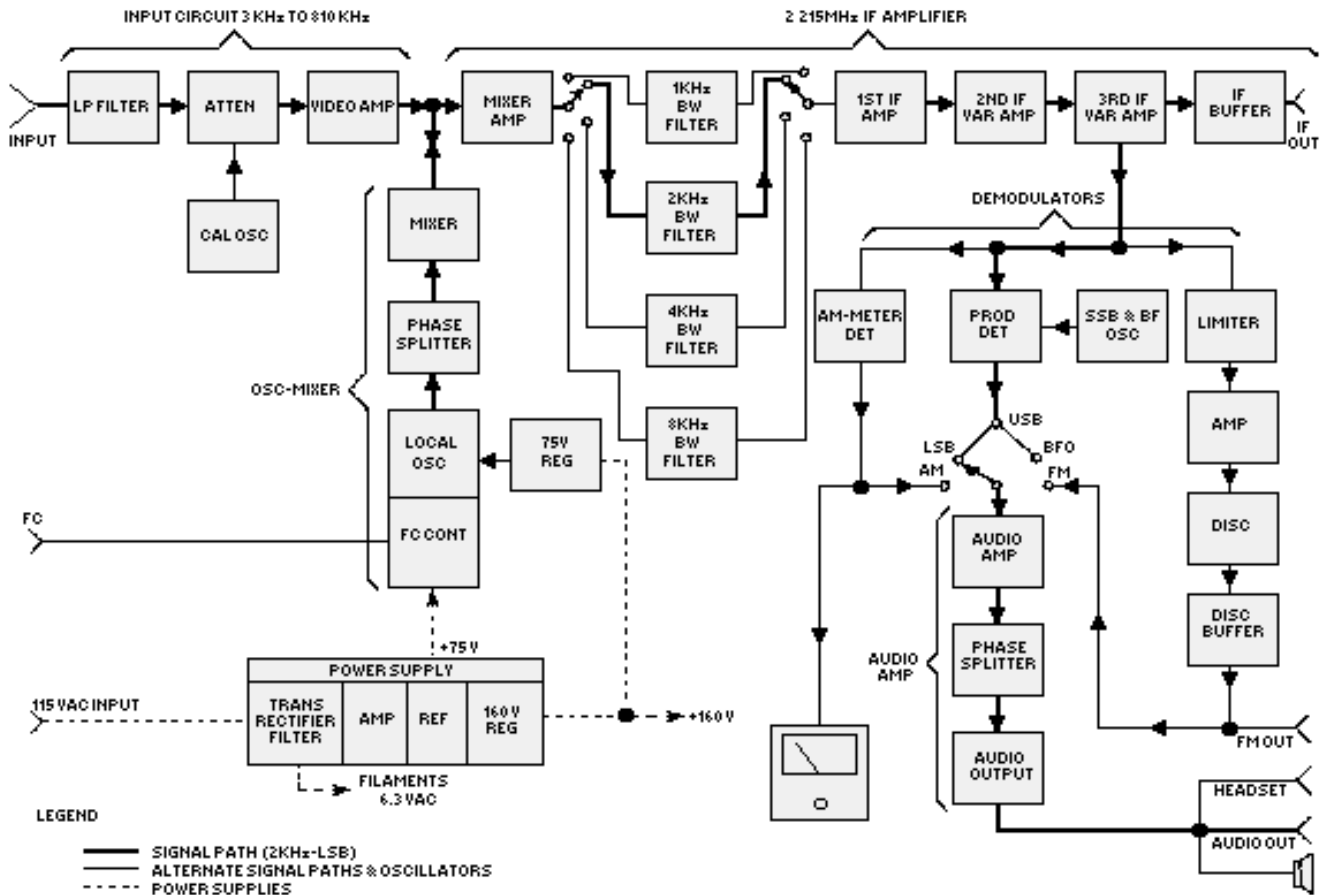 INPUT CIRCUIT 3 KHz TO 810 KHz
2 215MHz IF AMPLIFIER
INPUT
LP FILTER
ATTEN
VIDEO AMP
MIXER
AMP
1KHz
BW
FILTER
1ST IF
AMP
2ND IF
VAR AMP
3RD IF
VAR AMP
IF
BUFFER
IF
OUT
CAL OSC
MIXER
2KHz
BW
FILTER
DEMODULATORS
PHASE
SPLITTER
4KHz
BW
FILTER
AM-METER
DET
PROD
DET
SSB & BF
OSC
LIMITER
OSC-MIXER
LOCAL
OSC
75V
REG
8KHz
BW
FILTER
USB
LSB
BFO
AM
FM
AMP
FC
FC CONT
AUDIO
AMP
DISC
+75 V
AUDIO
AMP
PHASE
SPLITTER
DISC
BUFFER
POWER SUPPLY
115 VAC INPUT
TRANS
RECTIFIER
FILTER
AMP
REF
160 V
REG
+160 V
FM OUT
AUDIO
OUTPUT
FILAMENTS
6.3 VAC
HEADSET
AUDIO OUT
LEGEND
SIGNAL PATH (2KHz-LSB)
ALTERNATE SIGNAL PATHS & OSCILLATORS
POWER SUPPLIES